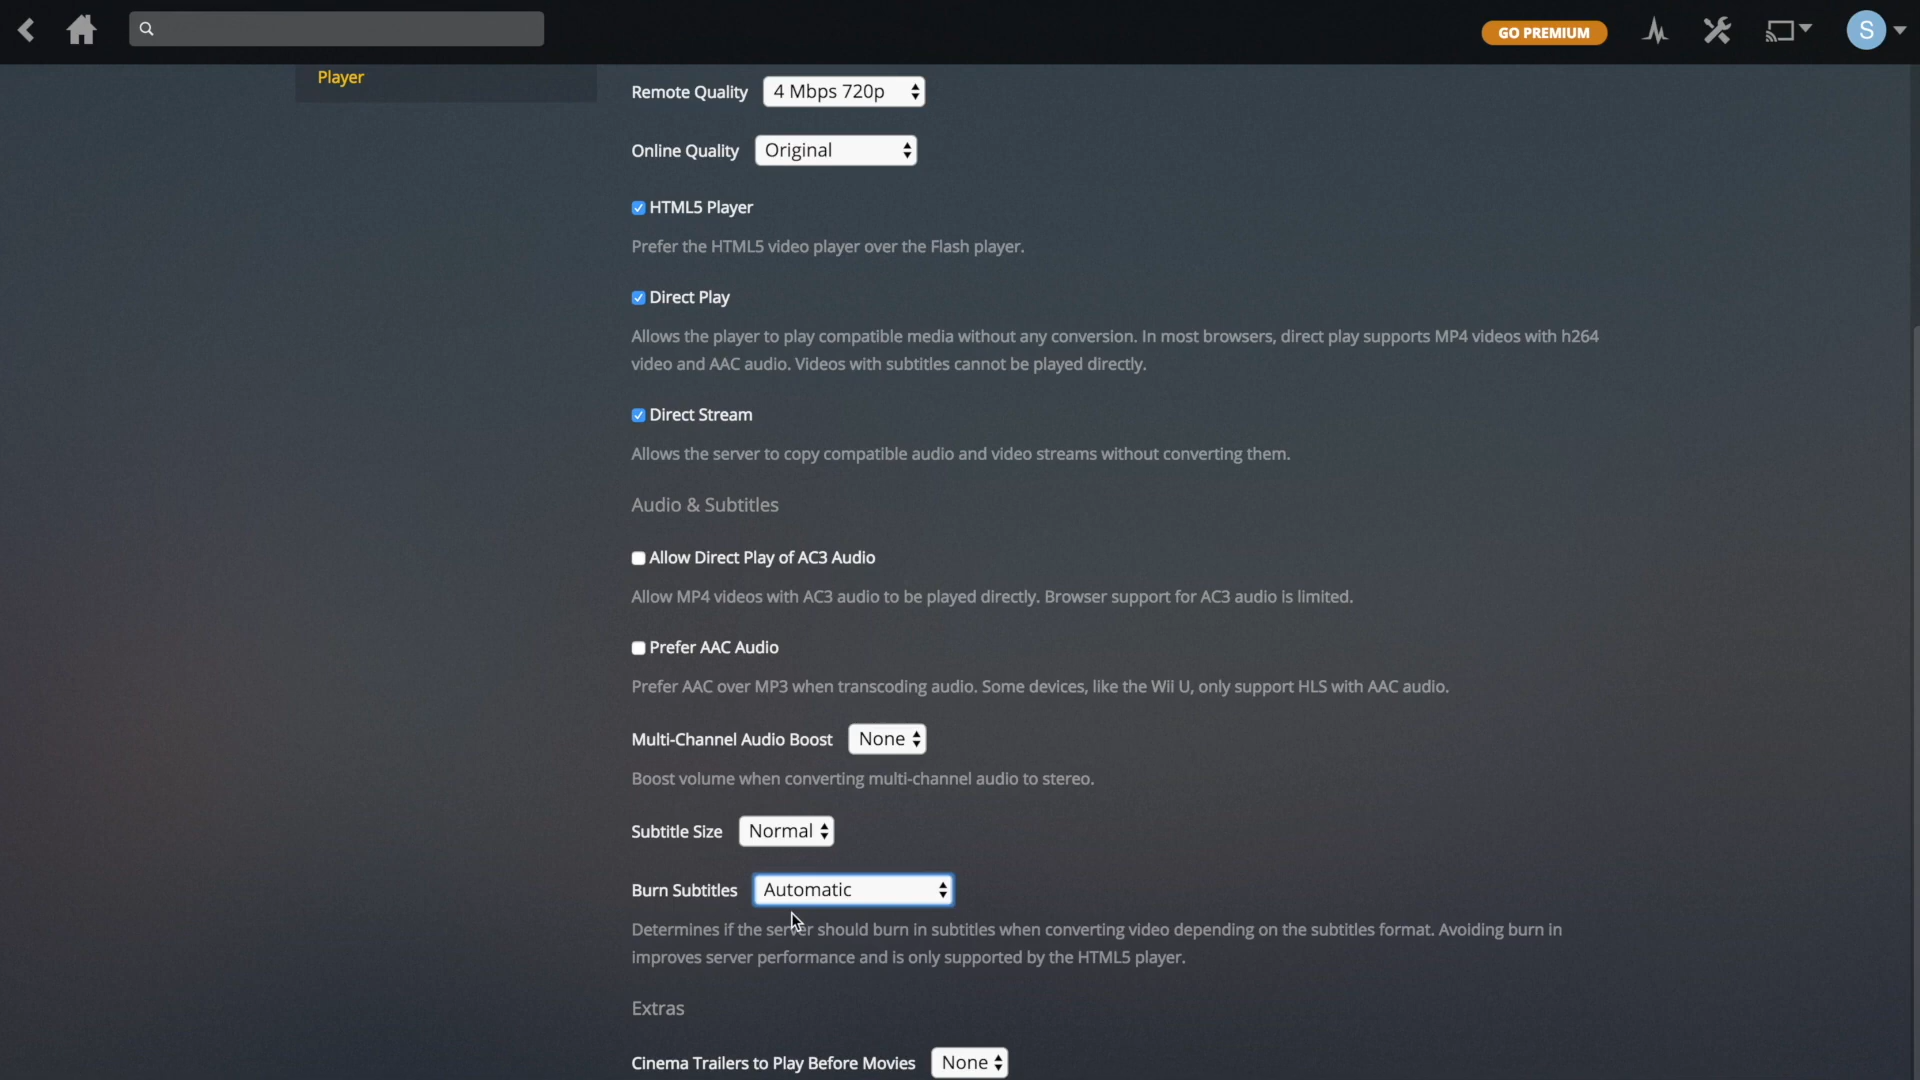 GO PREMIUM
S
Player
Remote Quality 4 Mbps 720p
Online Quality Original
HTML5 Player
Prefer the HTML5 video player over the Flash player.
Direct Play
Allows the player to play compatible media without any conversion. In most browsers, direct play supports MP4 videos with h264
video and AAC audio. Videos with subtitles cannot be played directly.
Direct Stream
Allows the server to copy compatible audio and video streams without converting them.
Audio & Subtitles
Allow Direct Play of AC3 Audio
Allow MP4 videos with AC3 audio to be played directly. Browser support for AC3 audio is limited.
Prefer AAC Audio
Prefer AAC over MP3 when transcoding audio. Some devices, like the Wii U, only support HLS with AAC audio.
Multi-Channel Audio Boost None
Boost volume when converting multi-channel audio to stereo.
Subtitle Size Normal
Burn Subtitles Automatic
Determines if the server should burn in subtitles when converting video depending on the subtitles format. Avoiding burn in
improves server performance and is only supported by the HTML5 player.
Extras
Cinema Trailers to Play Before Movies None